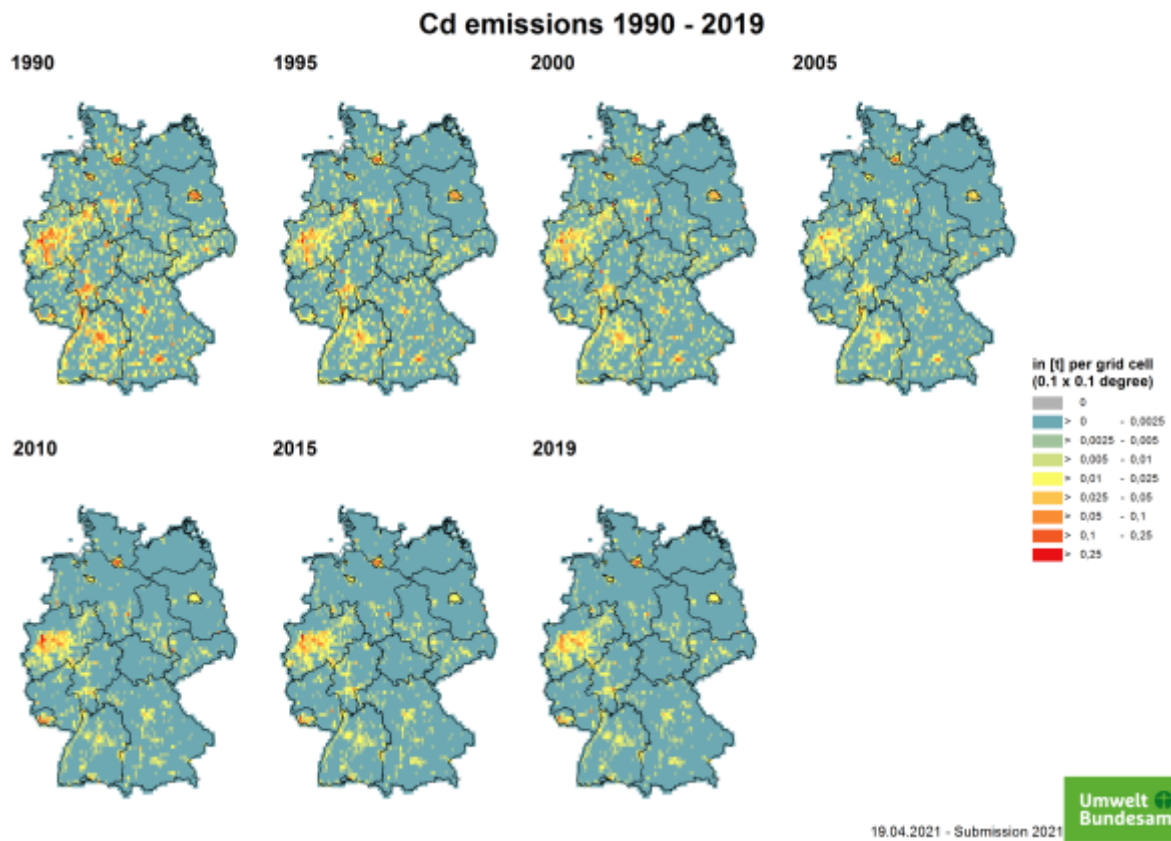 Cd emissions 1990 - 2019
1990
1995
2000
2005
2010
2015
2019
in [t] per grid cell
(0.1 x 0.1 degree)
0
> 0 - 0,0025
> 0,0025 - 0,005
> 0,005 - 0,01
> 0,01 - 0,025
> 0,025 - 0,05
> 0,05 - 0,1
> 0,1 - 0,25
> 0,25
Umwelt
Bundesam
19.04.2021 - Submission 2021